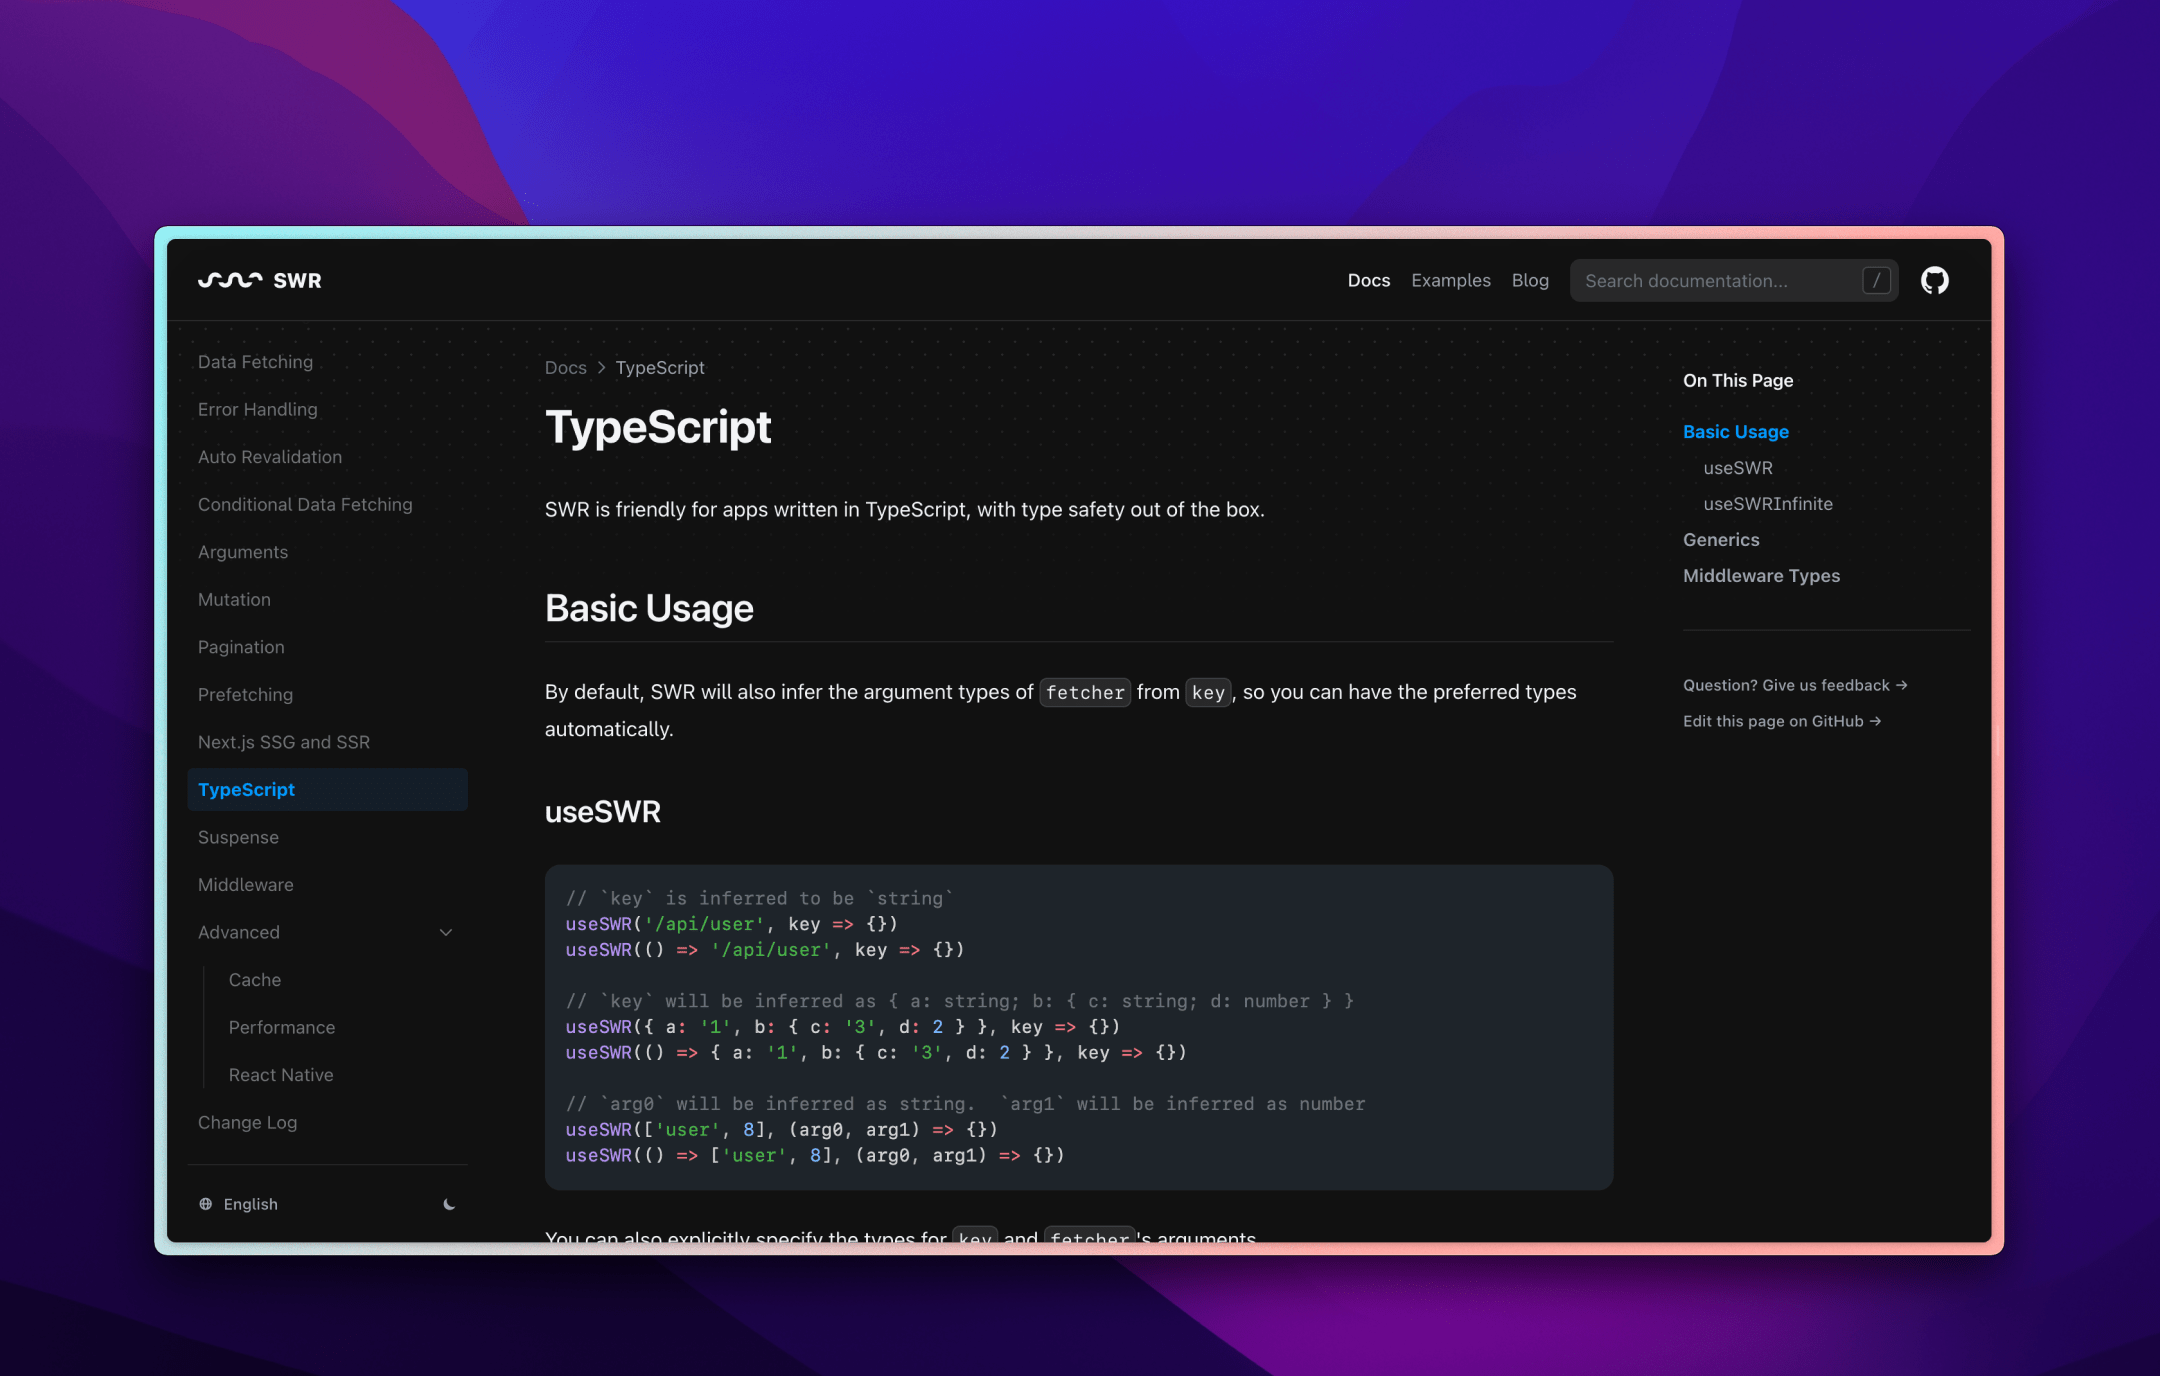 SWR
Docs
Examples
Blog
Search documentation...
/
Data Fetching
Error Handling
Auto Revalidation
Conditional Data Fetching
Arguments
Mutation
Pagination
Prefetching
Next.js SSG and SSR
TypeScript
Suspense
Middleware
Advanced
Cache
Performance
React Native
Change Log
English
Docs > TypeScript
TypeScript
SWR is friendly for apps written in TypeScript, with type safety out of the box.
Basic Usage
By default, SWR will also infer the argument types of fetcher from key, so you can have the preferred types
automatically.
useSWR
// `key` is inferred to be `string`
useSWR('/api/user', key => {})
useSWR(() => '/api/user', key => {})
// `key` will be inferred as { a: string; b: { c: string; d: number } }
useSWR({ a: '1', b: { c: '3', d: 2 } }, key => {})
useSWR(() => { a: '1', b: { c: '3', d: 2 } }, key => {})
// `arg0` will be inferred as string.  `arg1` will be inferred as number
useSWR(['user', 8], (arg0, arg1) => {})
useSWR(() => ['user', 8], (arg0, arg1) => {})
You can also explicitly specify the types for key and fetcher's arguments
On This Page
Basic Usage
useSWR
useSWRInfinite
Generics
Middleware Types
Question? Give us feedback →
Edit this page on GitHub →